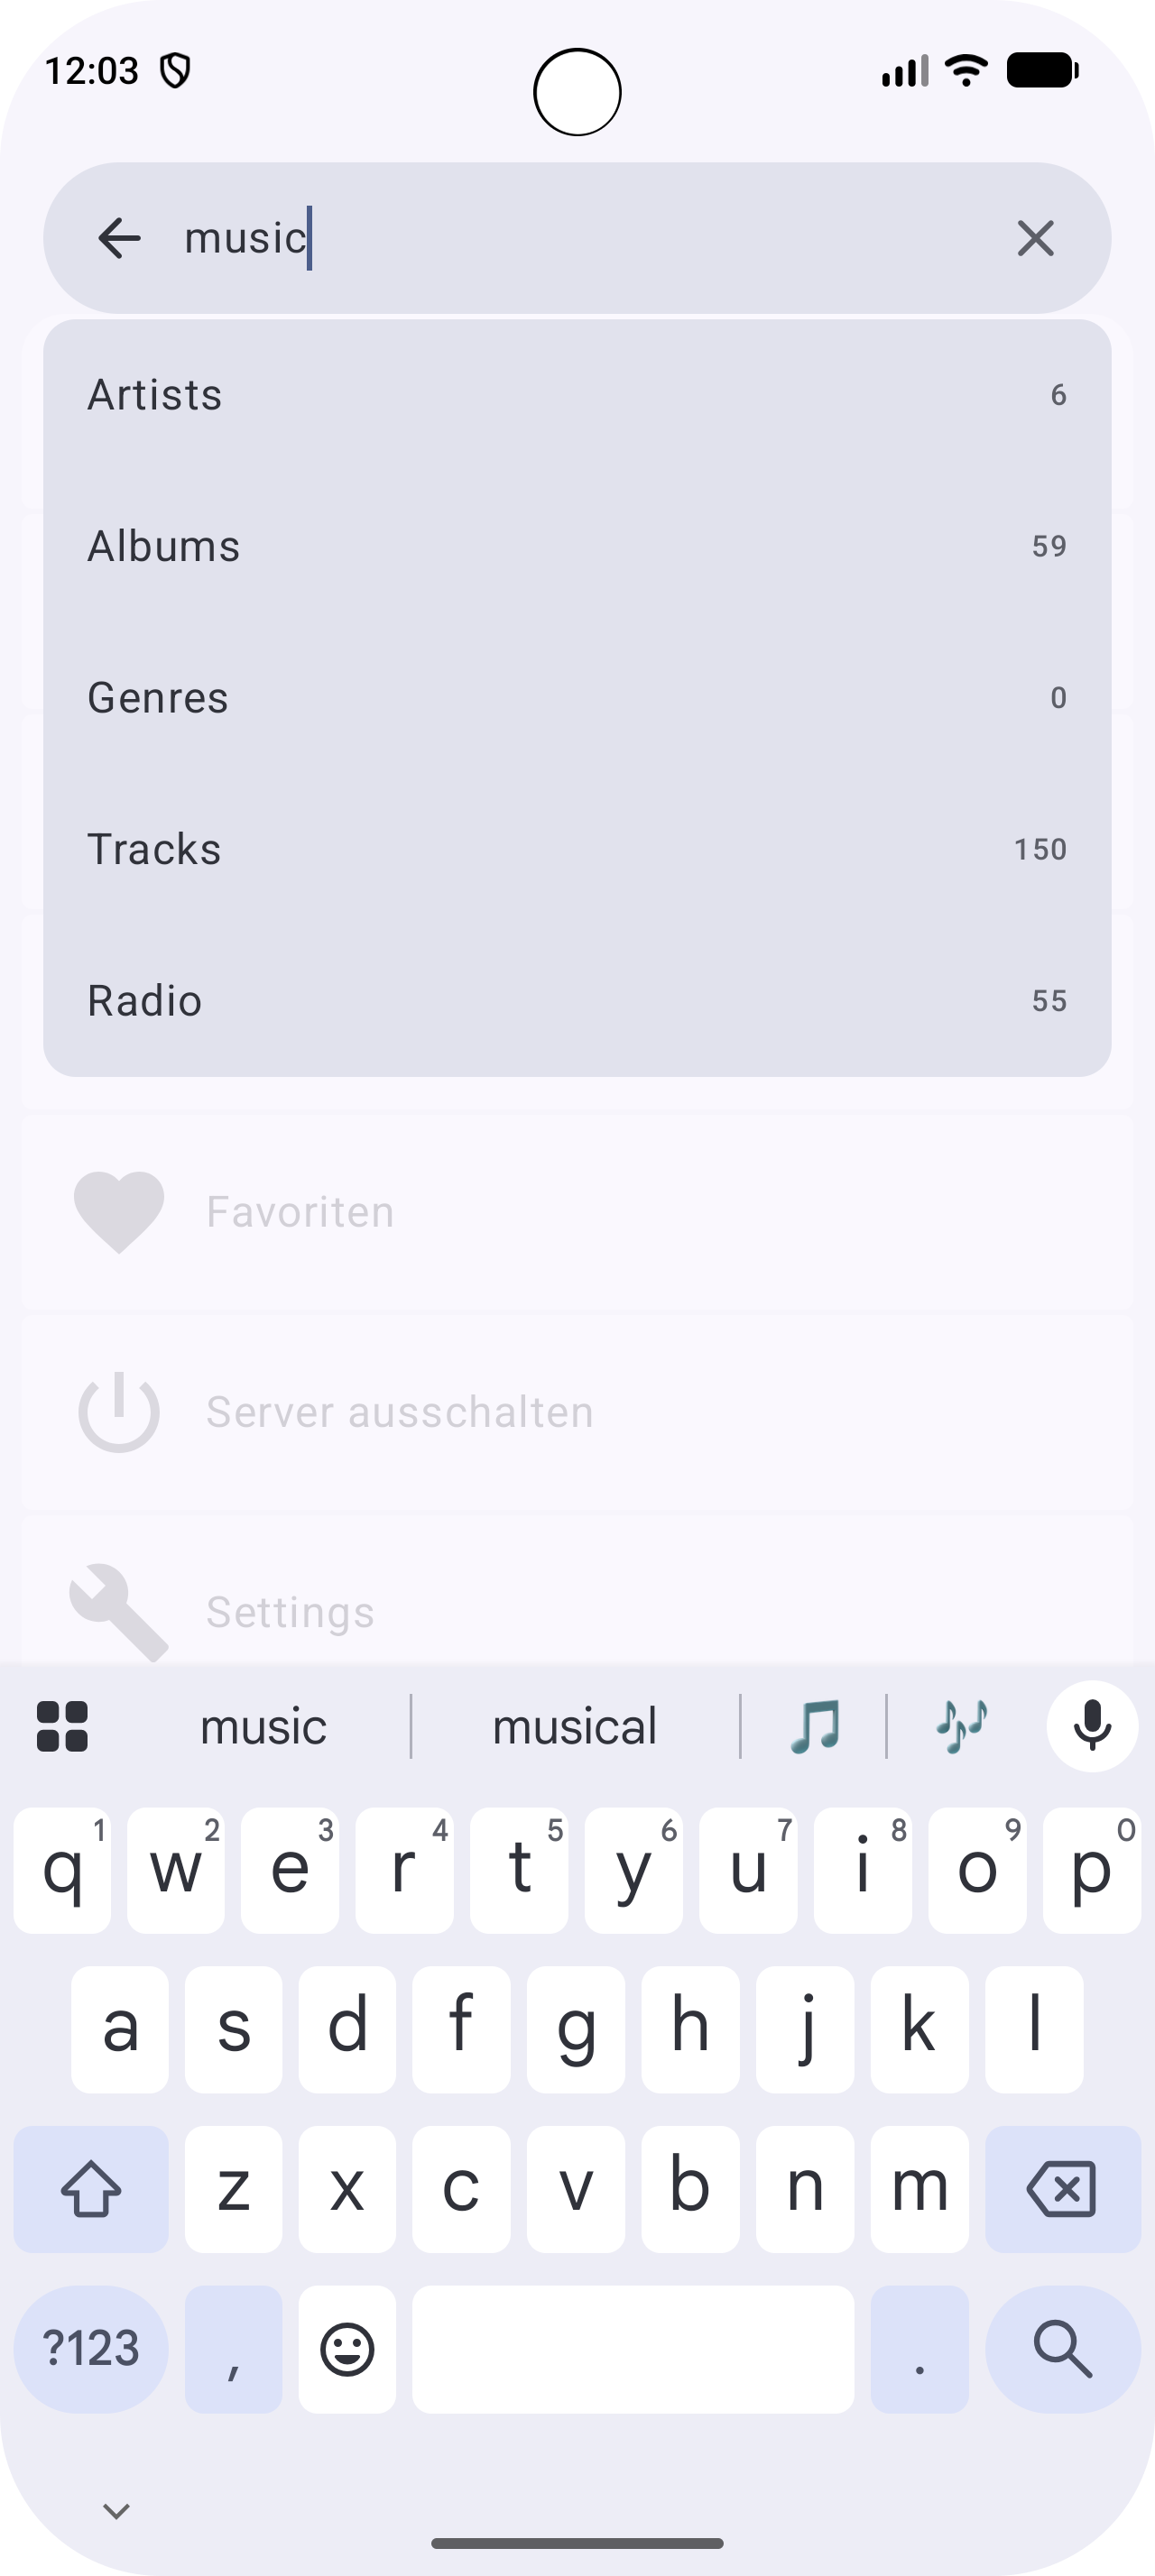 12:03
music
Artists 6
Albums 59
Genres 0
Tracks 150
Radio 55
Favoriten
Server ausschalten
Settings
music musical
q 1 w 2 e 3 r 4 t 5 y 6 u 7 i 8 o 9 p 0
a s d f g h j k l
z x c v b n m
?123 , .